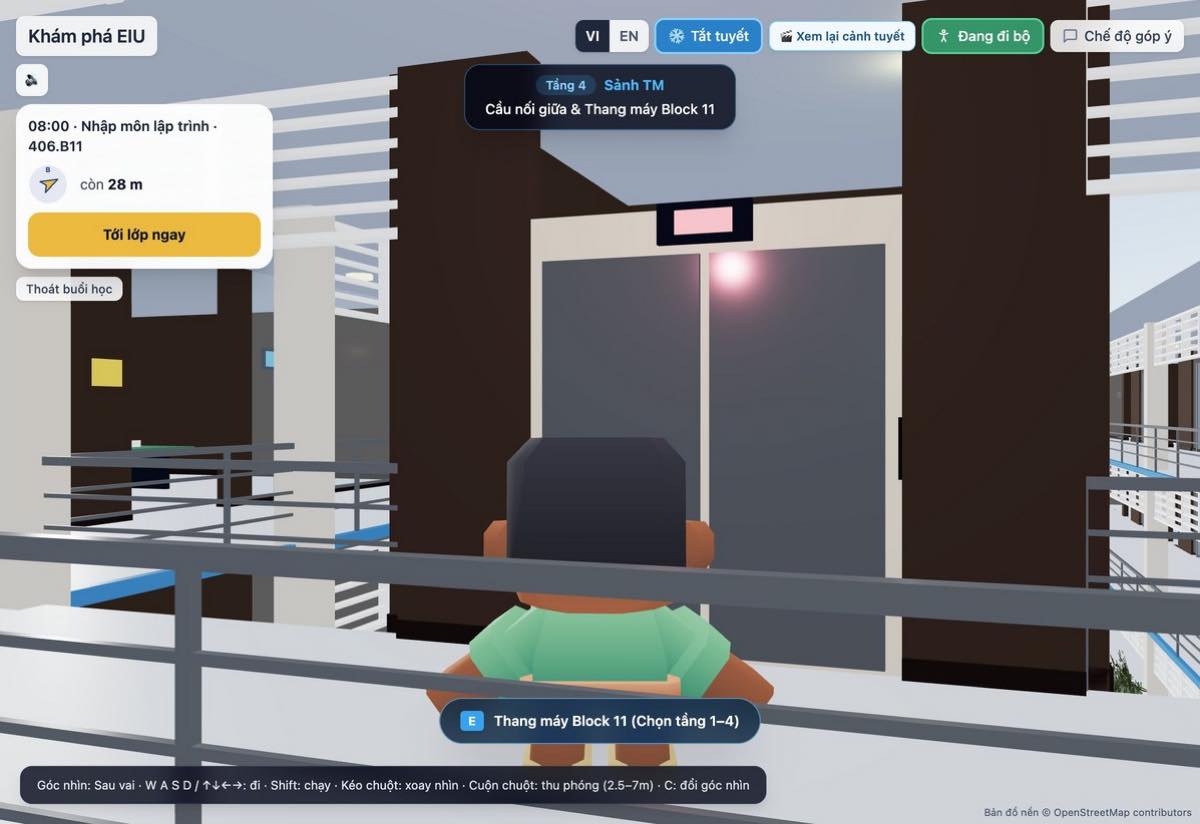 Khám phá EIU
VI EN Tắt tuyết Xem lại cảnh tuyết Đang đi bộ Chế độ góp ý
Tầng 4 Sảnh TM
Cầu nối giữa & Thang máy Block 11
08:00 · Nhập môn lập trình ·
406.B11
B
còn 28 m
Tới lớp ngay
Thoát buổi học
E Thang máy Block 11 (Chọn tầng 1–4)
Góc nhìn: Sau vai · W A S D / ↑↓←→: đi · Shift: chạy · Kéo chuột: xoay nhìn · Cuộn chuột: thu phóng (2.5–7m) · C: đổi góc nhìn
Bản đồ nền © OpenStreetMap contributors